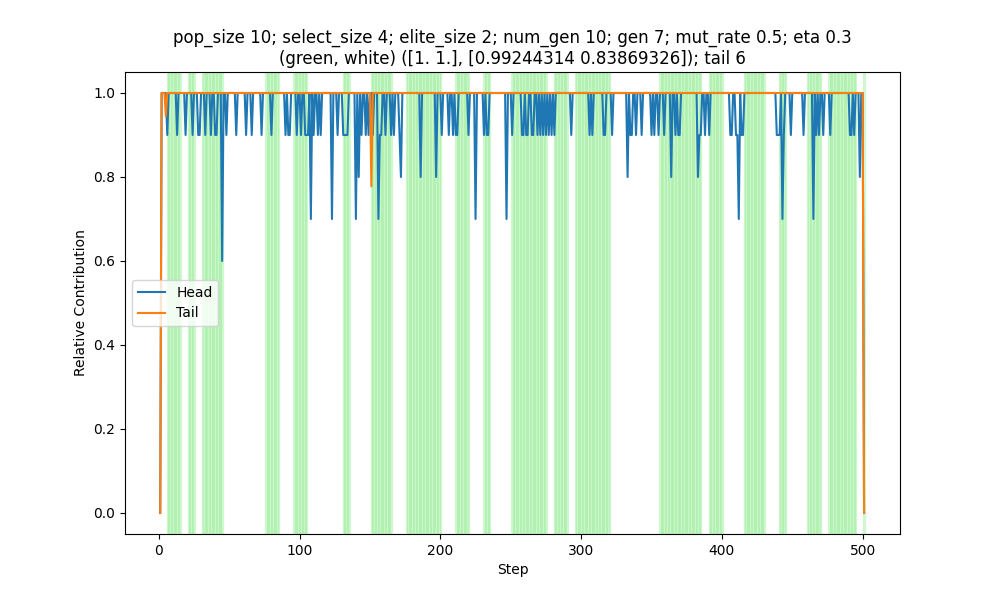 pop_size 10; select_size 4; elite_size 2; num_gen 10; gen 7; mut_rate 0.5; eta 0.3
(green, white) ([1. 1.], [0.99244314 0.83869326]); tail 6
1.0
0.8
0.6
0.4
0.2
0.0
Relative Contribution
Head
Tail
0
100
200
300
400
500
Step